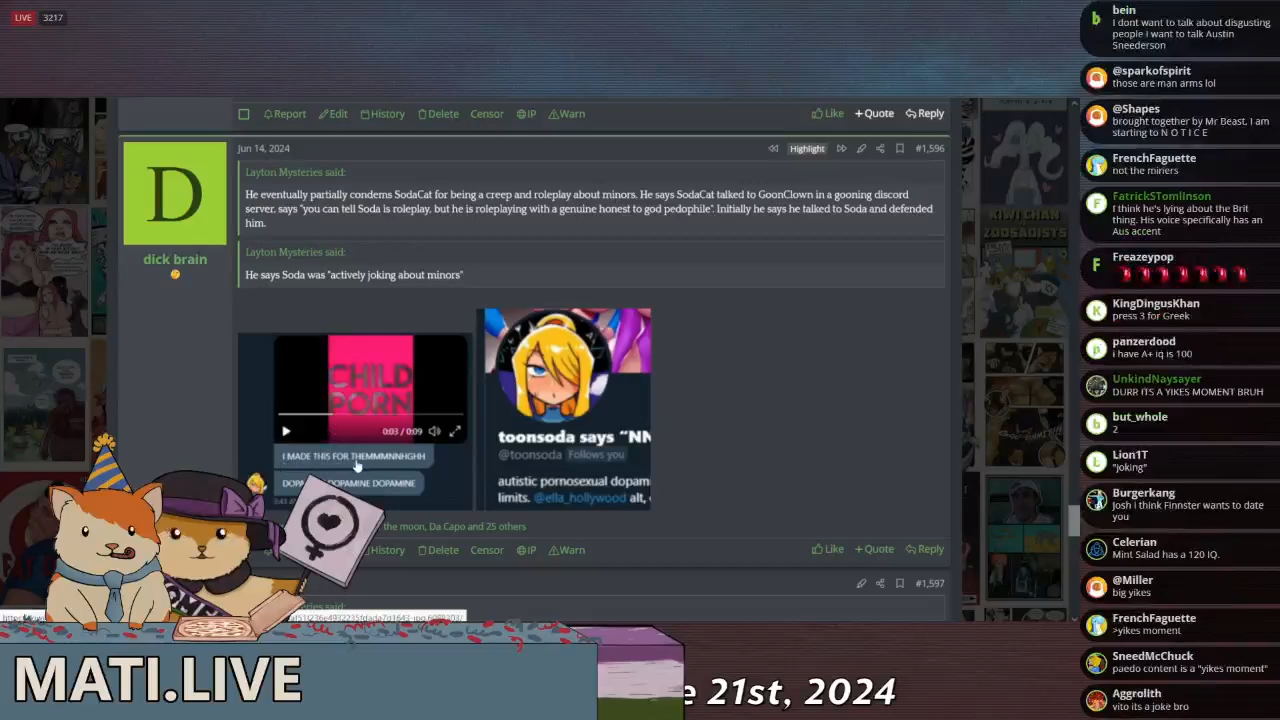 LIVE 3217
Report Edit History Delete Censor IP Warn
Like +Quote Reply
Jun 14, 2024
Highlight
#1,596
D
dick brain
Layton Mysteries said:
He eventually partially condemns SodaCat for being a creep and roleplay about minors. He says SodaCat talked to GoonClown in a gooning discord
server, says "you can tell Soda is roleplay, but he is roleplaying with a genuine honest to god pedophile". Initially he says he talked to Soda and defended
him.
Layton Mysteries said:
He says Soda was "actively joking about minors"
CHILD
PORN
0:03 / 0:09
I MADE THIS FOR THEMMMMNNHGHH
DOPAMINE DOPAMINE
toonsoda says "NN
@toonsoda Follows you
autistic pornosexual dopam
limits. @ella_hollywood alt,
the moon, Da Capo and 25 others
History Delete Censor IP Warn
Like +Quote Reply
#1,597
KIWI CHAN
ZOOSADISTS
MATI.LIVE
e 21st, 2024
bein
I dont want to talk about disgusting
people i want to talk Austin
Sneederson
@sparkofspirit
those are man arms lol
@Shapes
brought together by Mr Beast, I am
starting to N O T I C E
FrenchFaguette
not the miners
FatrickSTomlinson
I think he's lying about the Brit
thing. His voice specifically has an
Aus accent
Freazeypop
KingDingusKhan
press 3 for Greek
panzerdood
i have A+ iq is 100
UnkindNaysayer
DURR ITS A YIKES MOMENT BRUH
but_whole
2
Lion1T
"joking"
Burgerkang
Josh i think Finnster wants to date
you
Celerian
Mint Salad has a 120 IQ.
@Miller
big yikes
FrenchFaguette
>yikes moment
SneedMcChuck
paedo content is a "yikes moment"
Aggrolith
vito its a joke bro